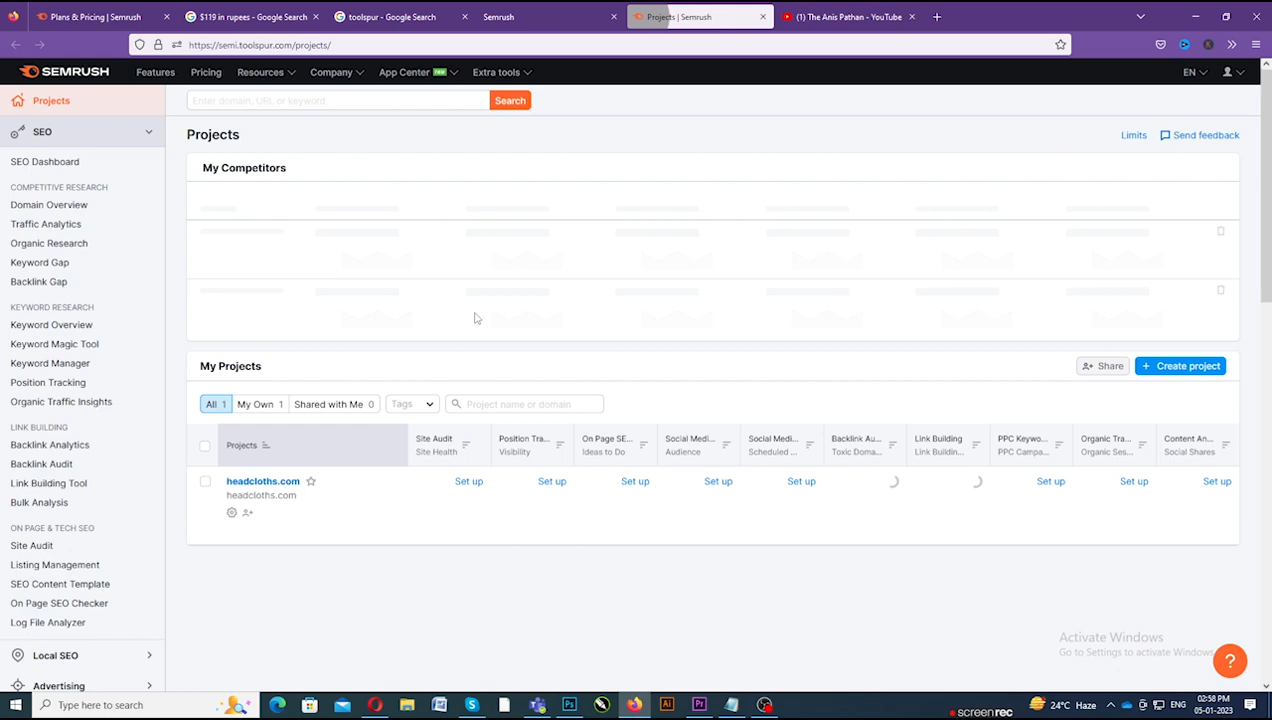 Plans & Pricing | Semrush
$119 in rupees - Google Search
toolspur - Google Search
Semrush
Projects | Semrush
(1) The Anis Pathan - YouTube
https://semi.toolspur.com/projects/
SEMRUSH
Features
Pricing
Resources
Company
App Center
NEW
Extra tools
EN
Projects
Enter domain, URL or keyword
Search
SEO
Projects
Limits
Send feedback
SEO Dashboard
My Competitors
COMPETITIVE RESEARCH
Domain Overview
Traffic Analytics
Organic Research
Keyword Gap
Backlink Gap
KEYWORD RESEARCH
Keyword Overview
Keyword Magic Tool
Keyword Manager
Position Tracking
Organic Traffic Insights
My Projects
Share
+ Create project
All 1
My Own 1
Shared with Me 0
Tags
Project name or domain
LINK BUILDING
Backlink Analytics
Backlink Audit
Link Building Tool
Bulk Analysis
Projects
Site Audit
Site Health
Position Tra...
Visibility
On Page SE...
Ideas to Do
Social Medi...
Audience
Social Medi...
Scheduled ...
Backlink Au...
Toxic Doma...
Link Building
Link Buildin...
PPC Keywo...
PPC Campa...
Organic Tra...
Organic Ses...
Content An...
Social Shares
headcloths.com
headcloths.com
Set up
Set up
Set up
Set up
Set up
Set up
Set up
Set up
ON PAGE & TECH SEO
Site Audit
Listing Management
SEO Content Template
On Page SEO Checker
Log File Analyzer
Local SEO
Advertising
Activate Windows
Go to Settings to activate Windows.
?
Type here to search
screenrec
24°C Haze
ENG
02:58 PM
05-01-2023